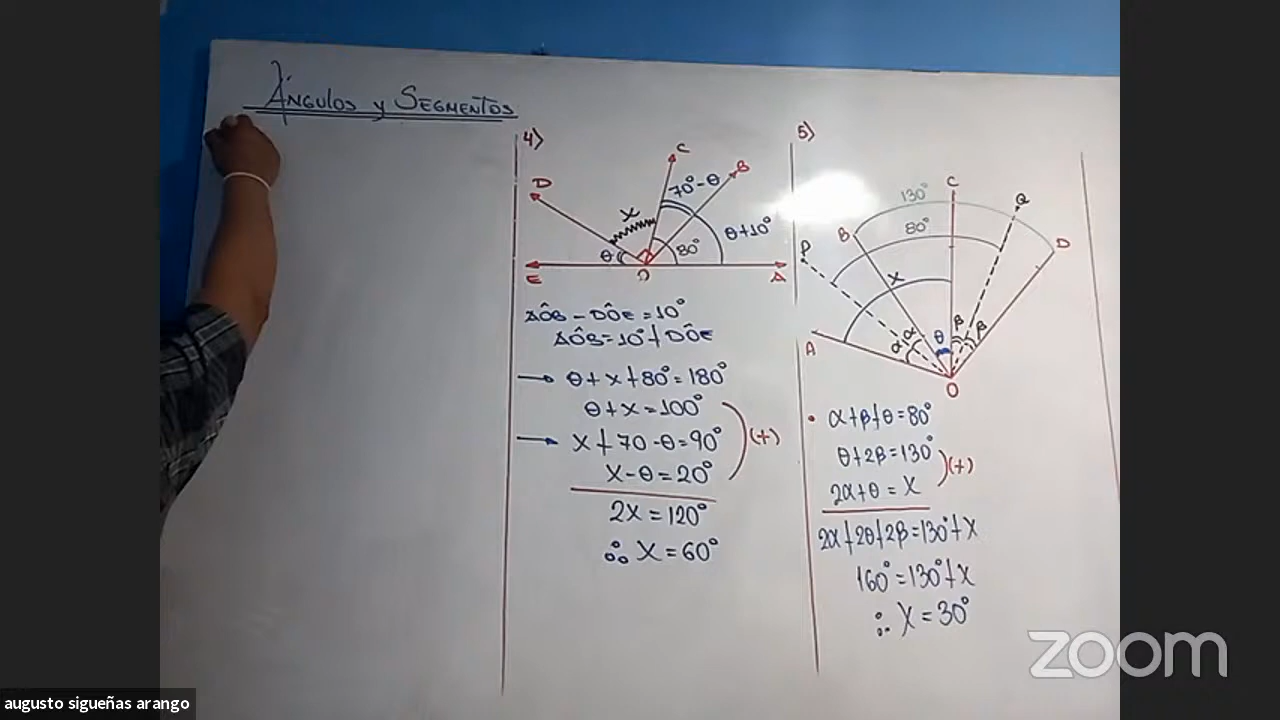 Ángulos y Segmentos
4)
C
B
D
70° - θ
X
θ+10°
θ
80°
E
O
A
AÔB - DÔE = 10°
AÔB = 10° + DÔE
→ θ + X + 80° = 180°
θ + X = 100°
→ X + 70 - θ = 90°
(+)
X - θ = 20°
2X = 120°
∴ X = 60°
5)
C
130°
Q
80°
B
D
P
X
A
α
α
θ
β
β
O
• α + β + θ = 80°
θ + 2β = 130°
(+)
2α + θ = X
2α + 2θ + 2β = 130° + X
160° = 130° + X
∴ X = 30°
zoom
augusto sigueñas arango